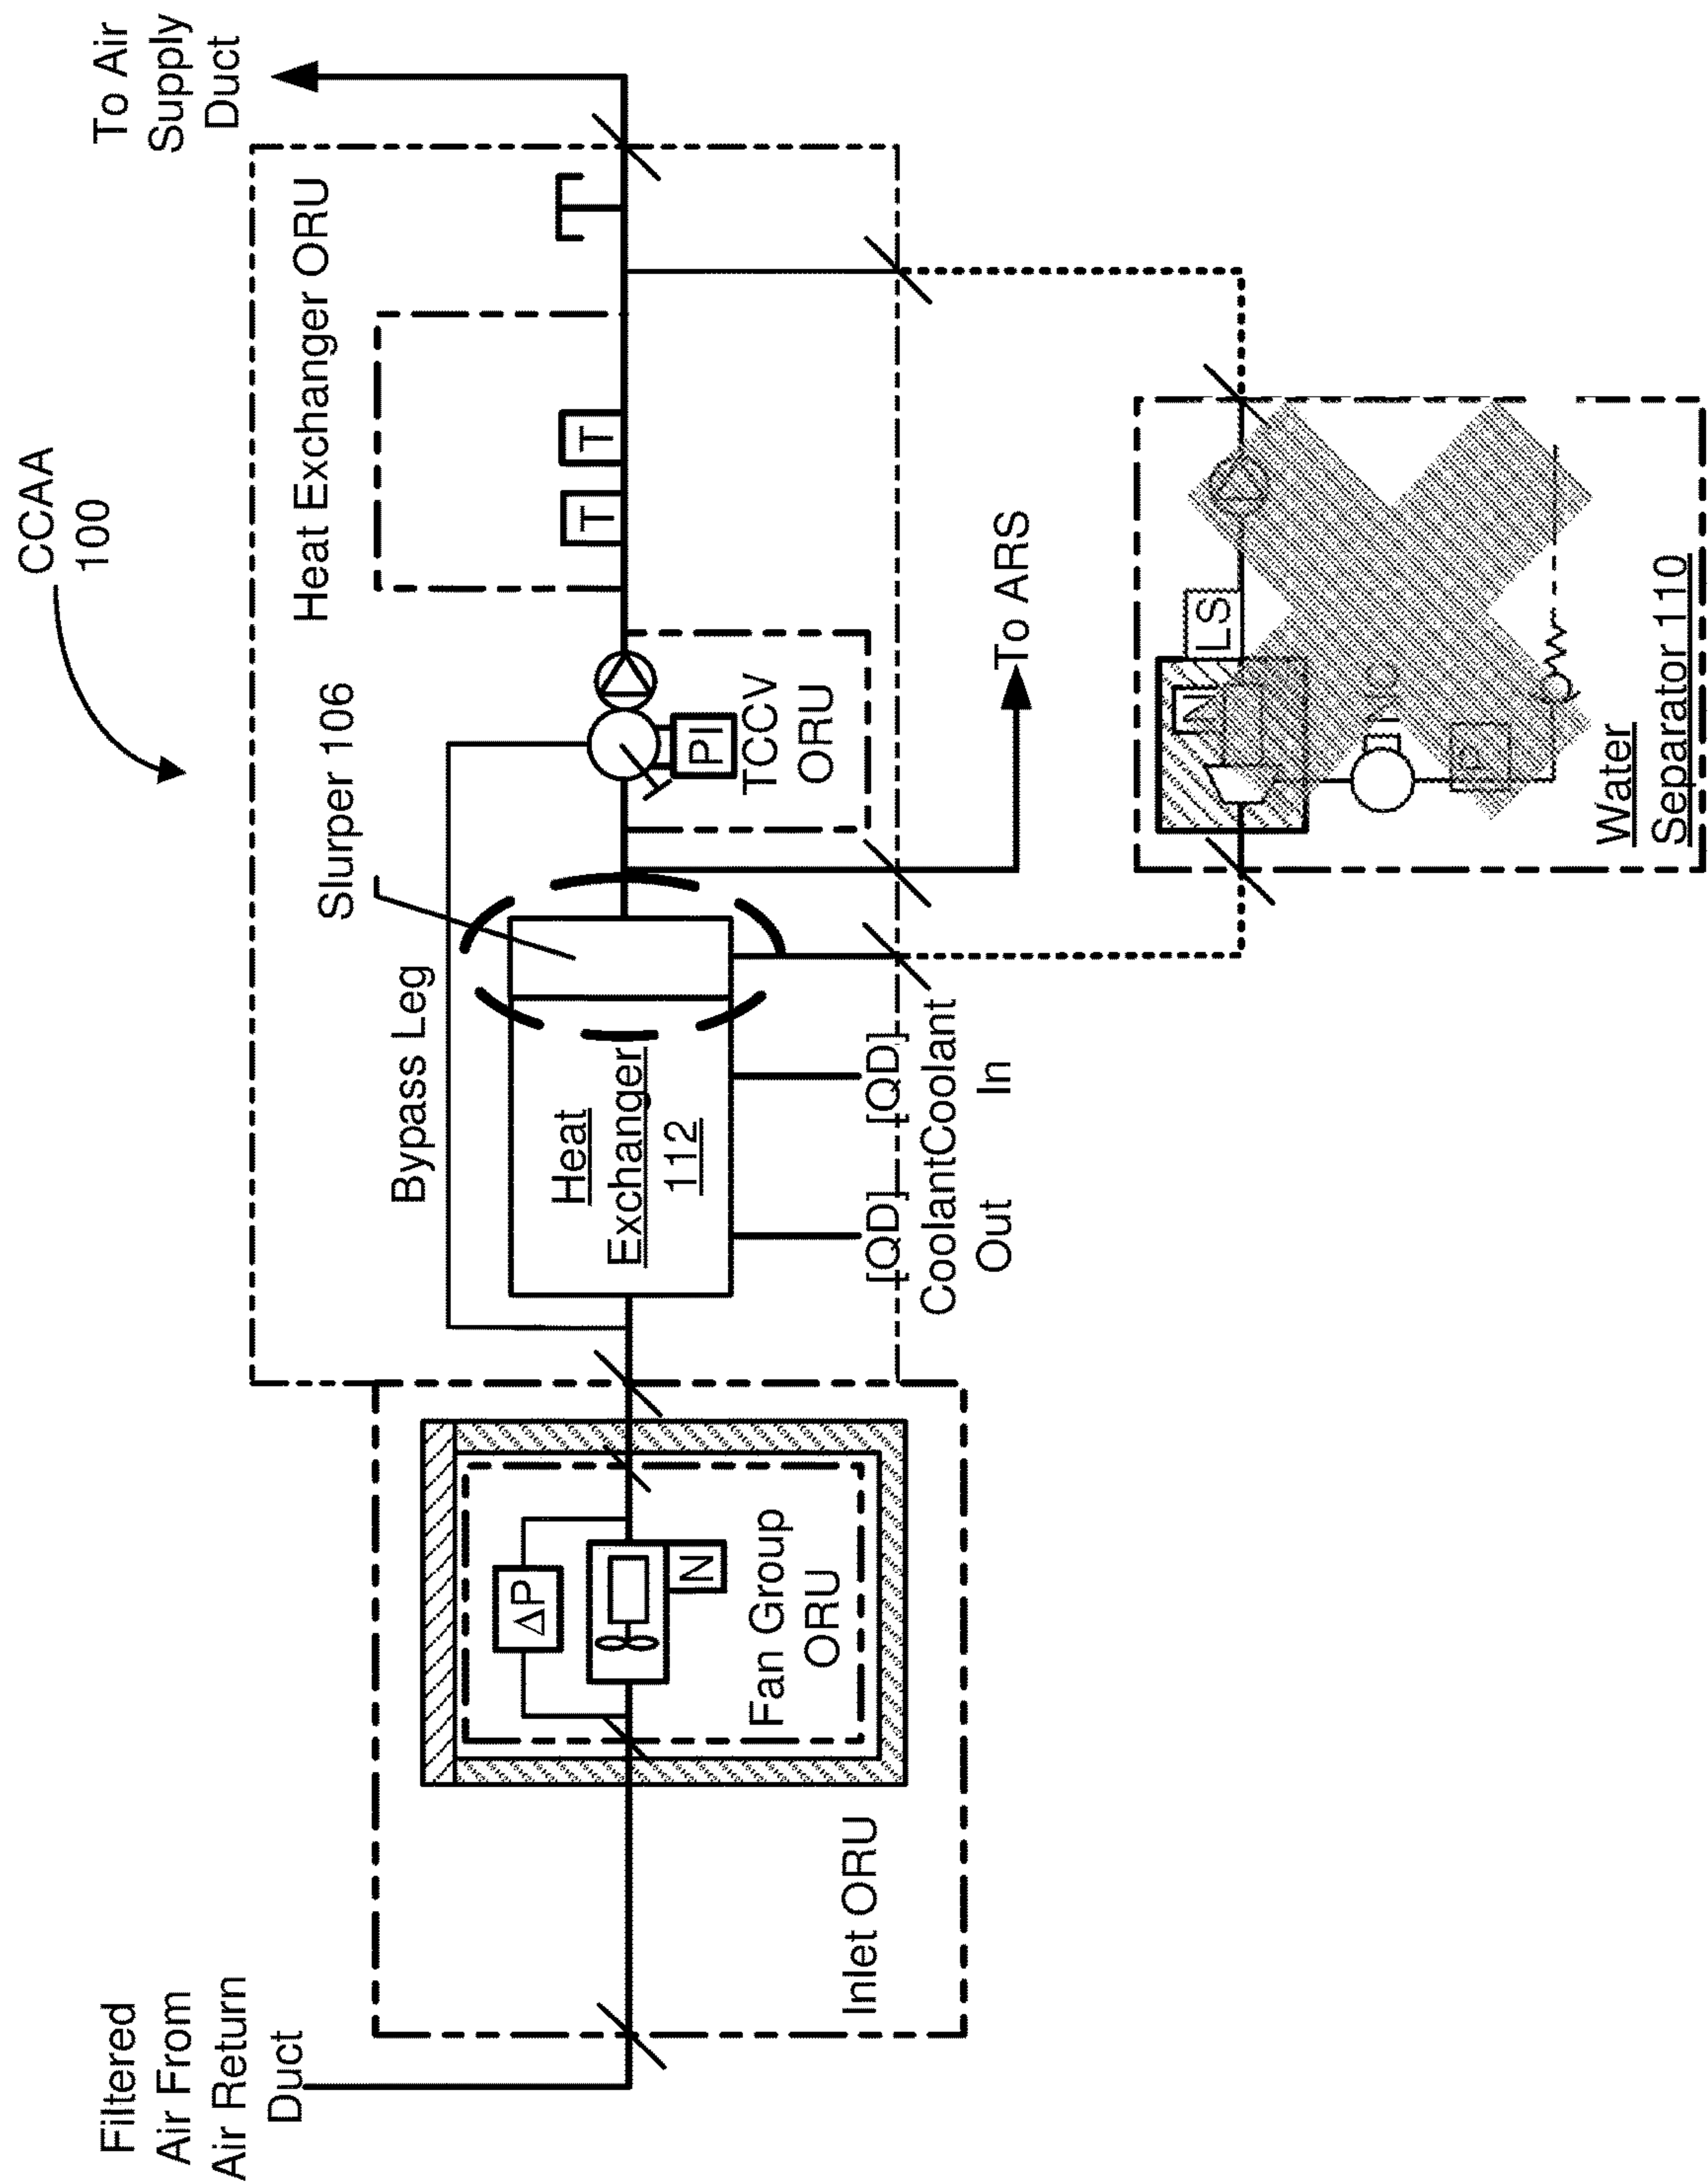 CCAA
100
To Air
Supply
Duct
Heat Exchanger ORU
Slurper 106
Bypass Leg
T
T
Filtered
Air From
Air Return
Duct
ΔP
N
Fan Group
ORU
Inlet ORU
Heat
Exchanger
112
PI
TCCV
ORU
[QD]
[QD]
CoolantCoolant
Out
In
To ARS
N
LS
P
Water
Separator 110